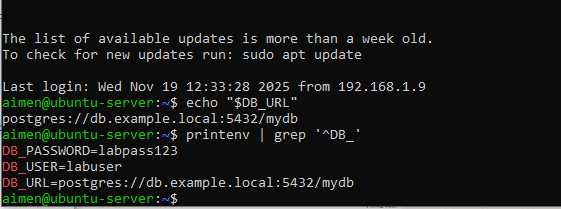 The list of available updates is more than a week old.
To check for new updates run: sudo apt update
Last login: Wed Nov 19 12:33:28 2025 from 192.168.1.9
aimen@ubuntu-server:~$ echo "$DB_URL"
postgres://db.example.local:5432/mydb
aimen@ubuntu-server:~$ printenv | grep '^DB_'
DB_PASSWORD=labpass123
DB_USER=labuser
DB_URL=postgres://db.example.local:5432/mydb
aimen@ubuntu-server:~$